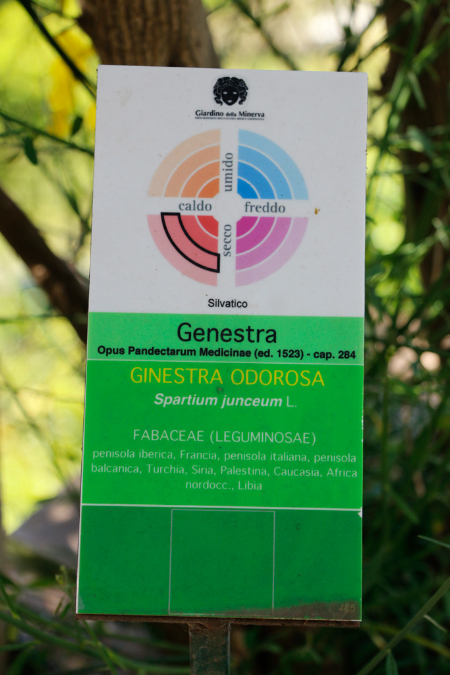 Giardino della Minerva
umido
caldo
freddo
secco
Silvatico
Genestra
Opus Pandectarum Medicinae (ed. 1523) - cap. 284
GINESTRA ODOROSA
Spartium junceum L.
FABACEAE (LEGUMINOSAE)
penisola iberica, Francia, penisola italiana, penisola
balcanica, Turchia, Siria, Palestina, Caucasia, Africa
nordocc., Libia